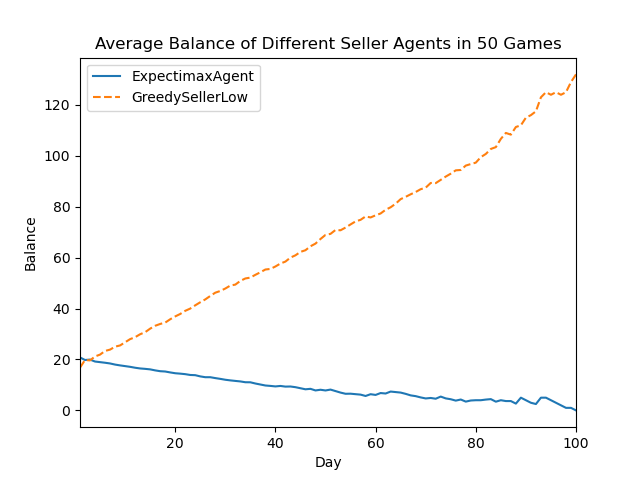 Average Balance of Different Seller Agents in 50 Games
ExpectimaxAgent
GreedySellerLow
120
100
80
60
40
20
0
Balance
20 40 60 80 100
Day